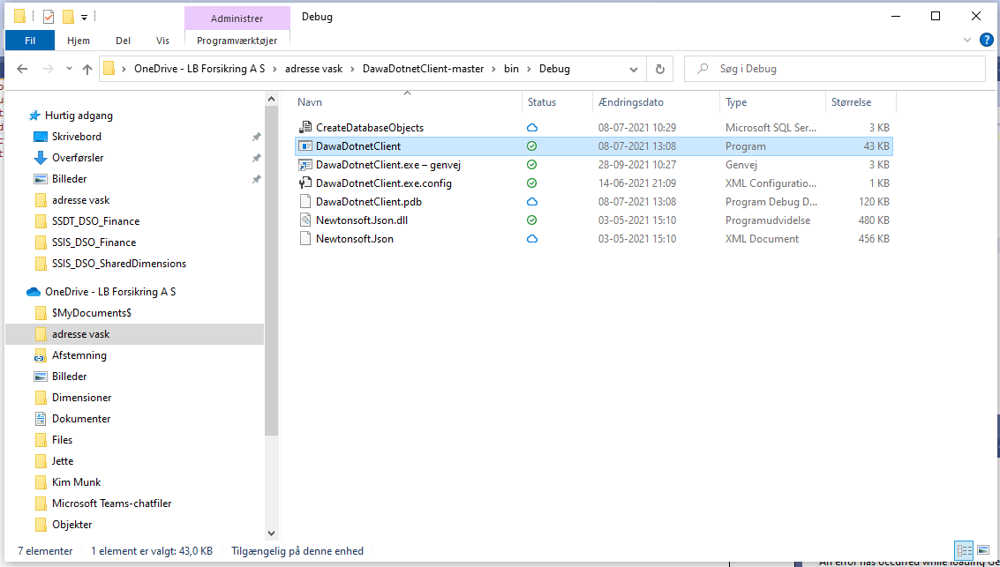 Administrer
Debug
Fil
Hjem
Del
Vis
Programværktøjer
?
OneDrive - LB Forsikring A S
adresse vask
DawaDotnetClient-master
bin
Debug
Søg i Debug
Navn
Status
Ændringsdato
Type
Størrelse
CreateDatabaseObjects 08-07-2021 10:29 Microsoft SQL Ser... 3 KB
DawaDotnetClient 08-07-2021 13:08 Program 43 KB
DawaDotnetClient.exe – genvej 28-09-2021 10:27 Genvej 3 KB
DawaDotnetClient.exe.config 14-06-2021 21:09 XML Configuratio... 1 KB
DawaDotnetClient.pdb 08-07-2021 13:08 Program Debug D... 120 KB
Newtonsoft.Json.dll 03-05-2021 15:10 Programudvidelse 480 KB
Newtonsoft.Json 03-05-2021 15:10 XML Document 456 KB
Hurtig adgang
Skrivebord
Overførsler
Billeder
adresse vask
SSDT_DSO_Finance
SSIS_DSO_Finance
SSIS_DSO_SharedDimensions
OneDrive - LB Forsikring A S
$MyDocuments$
adresse vask
Afstemning
Billeder
Dimensioner
Dokumenter
Files
Jette
Kim Munk
Microsoft Teams-chatfiler
Objekter
7 elementer
1 element er valgt: 43,0 KB
Tilgængelig på denne enhed
An error has occurred while loading Ge